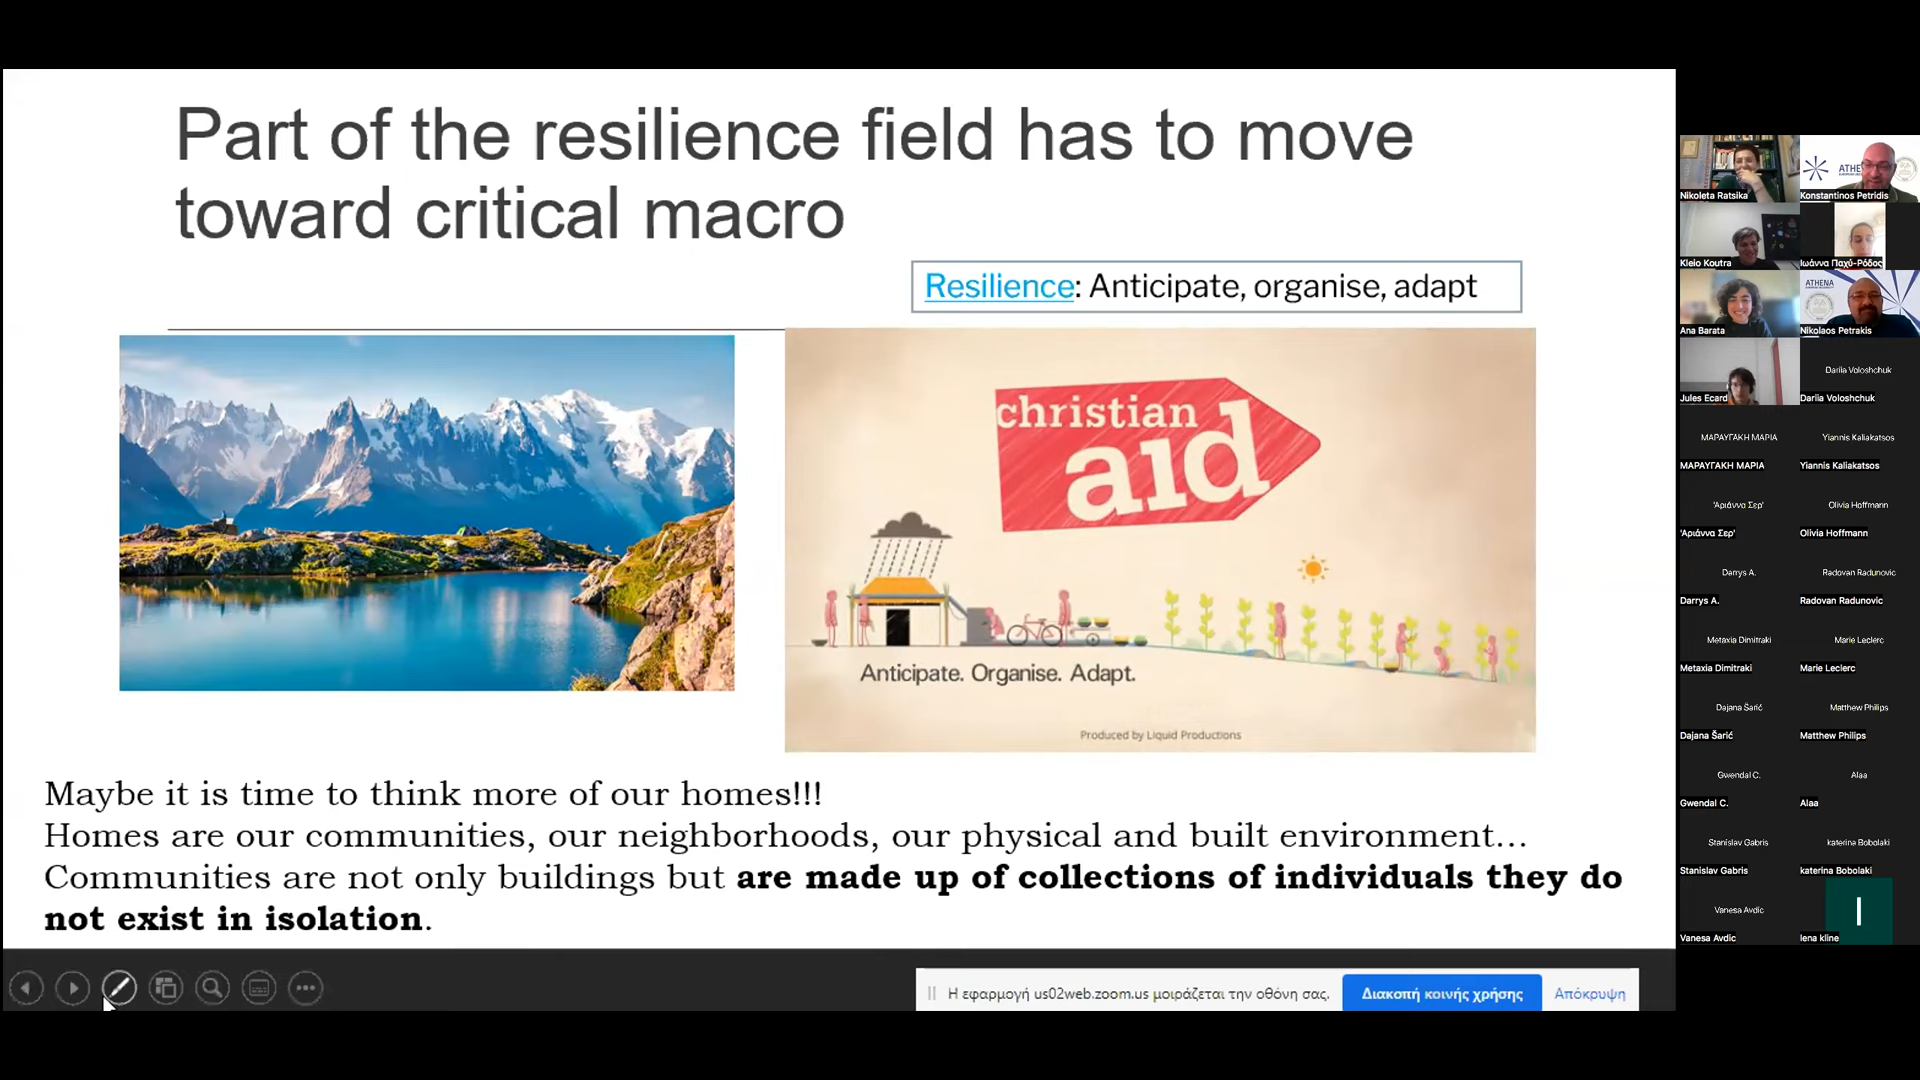 Part of the resilience field has to move
toward critical macro
Resilience: Anticipate, organise, adapt
christian
aid
Anticipate. Organise. Adapt.
Produced by Liquid Productions
Maybe it is time to think more of our homes!!!
Homes are our communities, our neighborhoods, our physical and built environment...
Communities are not only buildings but are made up of collections of individuals they do
not exist in isolation.
Η εφαρμογή us02web.zoom.us μοιράζεται την οθόνη σας.
Διακοπή κοινής χρήσης
Απόκρυψη
ATHE
Nikoleta Ratsika
Konstantinos Petridis
Kleio Koutra
Ιωάννα Παχύ-Ρόδος
ATHENA
Ana Barata
Nikolaos Petrakis
Jules Ecard
Dariia Voloshchuk
Dariia Voloshchuk
ΜΑΡΑΥΓΑΚΗ ΜΑΡΙΑ
Yiannis Kaliakatsos
ΜΑΡΑΥΓΑΚΗ ΜΑΡΙΑ
Yiannis Kaliakatsos
'Αριάννα Σερ'
Olivia Hoffmann
'Αριάννα Σερ'
Olivia Hoffmann
Darrys A.
Radovan Radunovic
Darrys A.
Radovan Radunovic
Metaxia Dimitraki
Marie Leclerc
Metaxia Dimitraki
Marie Leclerc
Dajana Šarić
Matthew Philips
Dajana Šarić
Matthew Philips
Gwendal C.
Alaa
Gwendal C.
Alaa
Stanislav Gabris
katerina Bobolaki
Stanislav Gabris
katerina Bobolaki
Vanesa Avdic
l
Vanesa Avdic
lena kline